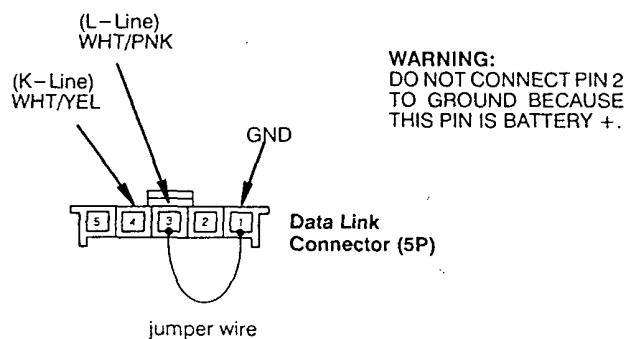 (L–Line)
WHT/PNK
(K–Line)
WHT/YEL
GND
WARNING:
DO NOT CONNECT PIN 2
TO GROUND BECAUSE
THIS PIN IS BATTERY +.
5 4 3 2 1
Data Link
Connector (5P)
jumper wire